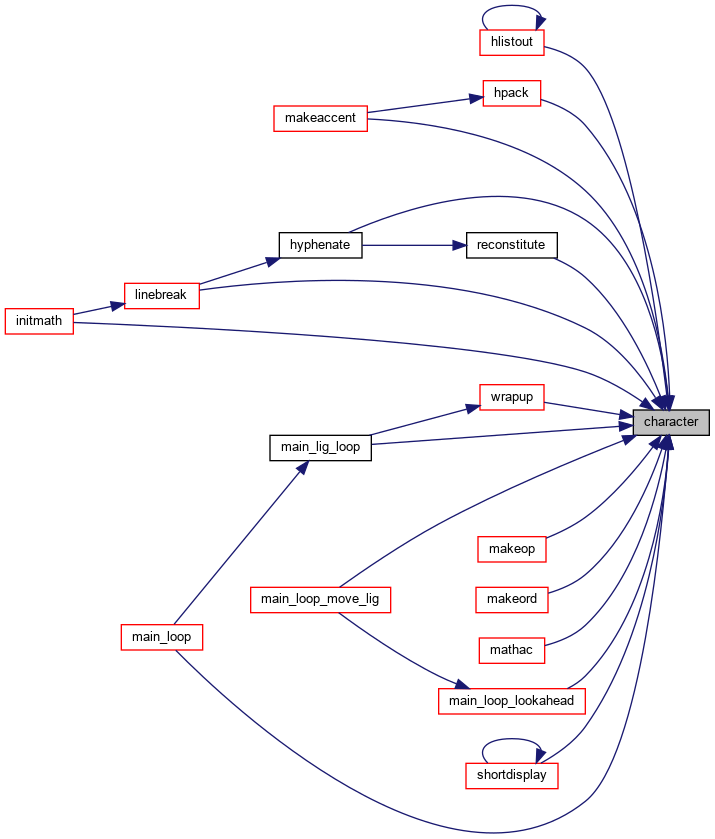 hlistout
hpack
makeaccent
hyphenate
reconstitute
linebreak
initmath
wrapup
character
main_lig_loop
makeop
main_loop_move_lig
makeord
main_loop
mathac
main_loop_lookahead
shortdisplay